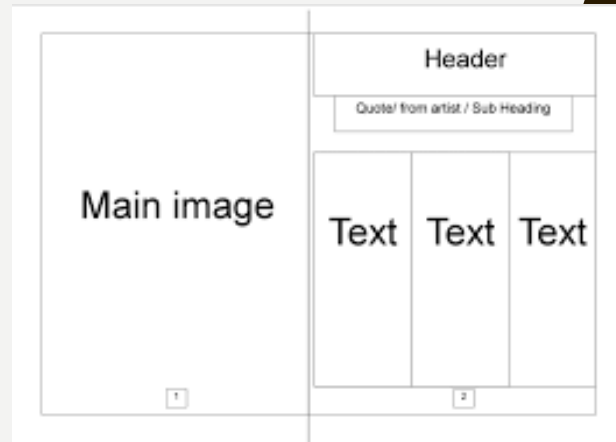 Main image
1
Header
Quote/ from artist / Sub Heading
Text Text Text
2